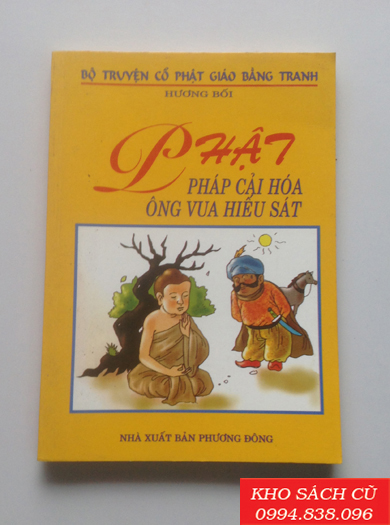 BỘ TRUYỆN CỔ PHẬT GIÁO BẰNG TRANH
HƯƠNG BỐI
PHẬT
PHÁP CẢI HÓA
ÔNG VUA HIẾU SÁT
NHÀ XUẤT BẢN PHƯƠNG ĐÔNG
KHO SÁCH CŨ
0994.838.096